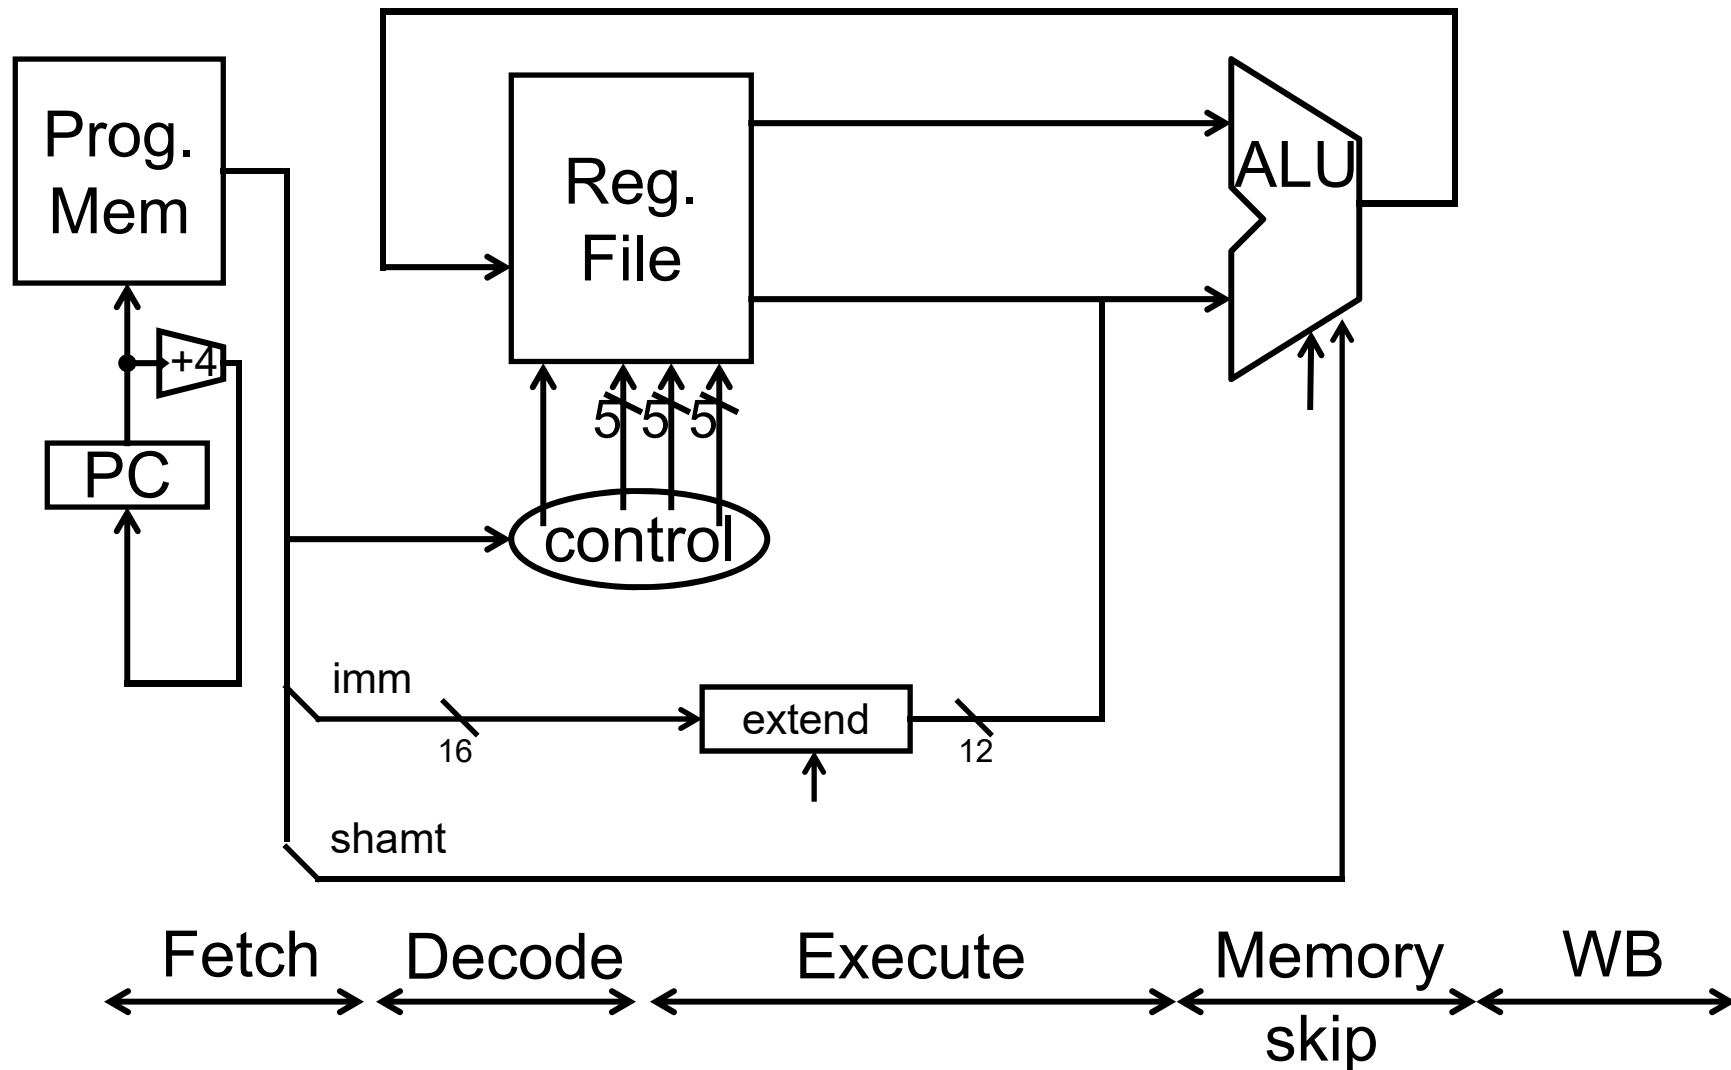 Prog.
Mem
+4
PC
Reg.
File
5 5 5
control
ALU
imm
16
extend
12
shamt
Fetch Decode Execute Memory WB
skip